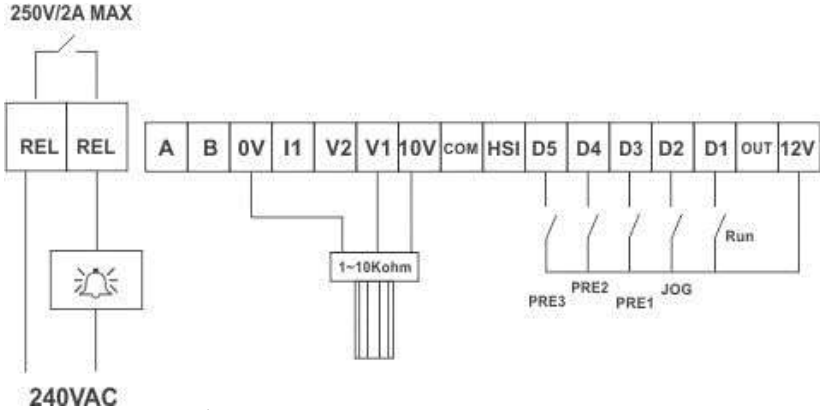 250V/2A MAX
REL REL A B 0V I1 V2 V1 10V COM HSI D5 D4 D3 D2 D1 OUT 12V
Run
1~10Kohm
PRE3 PRE2 PRE1 JOG
240VAC